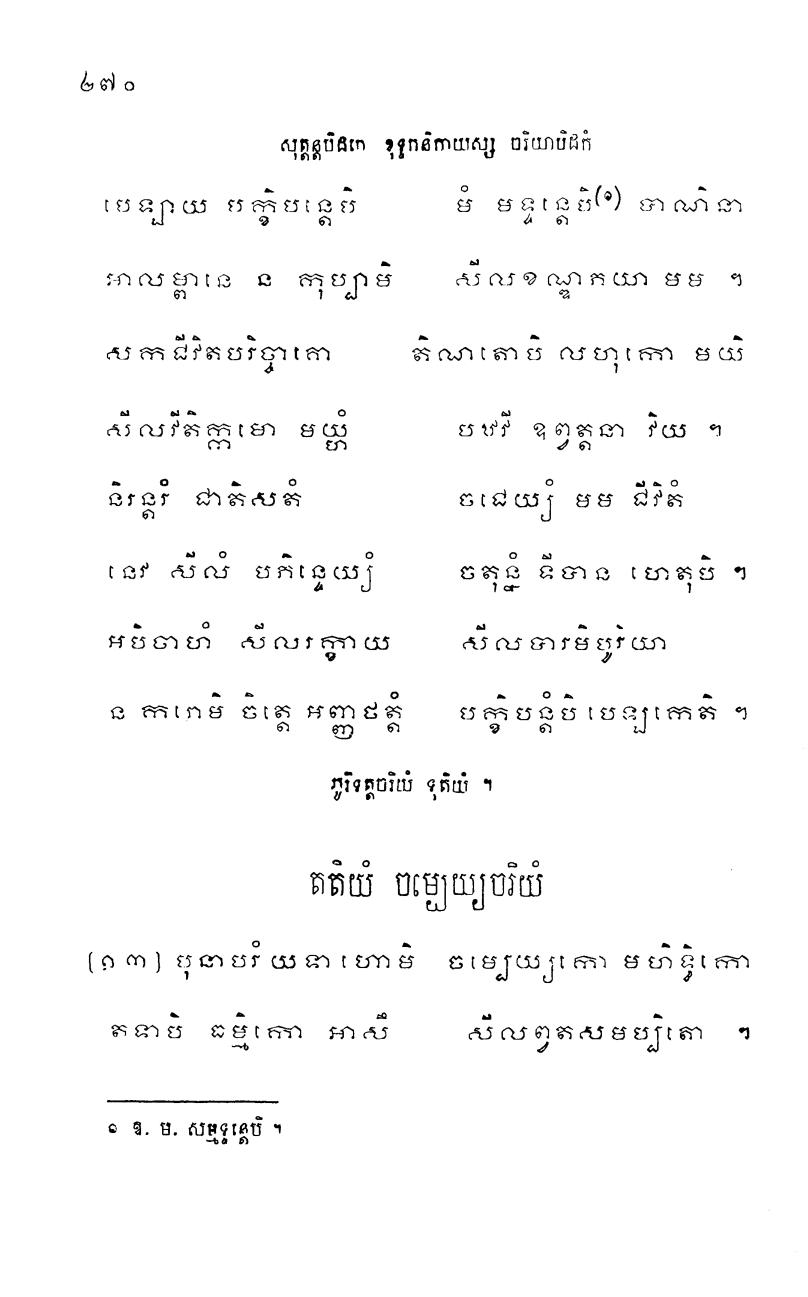 ២៧០
សុត្តន្តបិដកេ ខុទ្ទកនិកាយស្ស ចរិយាបិដកំ
បេឡាយ បក្ខិបន្តេបិ មំ មទ្ទន្តេបិ(១) បាណិនា
អាលម្ពានេ ន កុប្បាមិ សីលខណ្ឌភយា មម ។
សកជីវិតបរិច្ចាគោ តិណតោបិ លហុកោ មយិ
សីលវីតិក្កមោ មយ្ហំ បឋវី ឧព្វត្តនា វិយ ។
និរន្តរំ ជាតិសតំ ចជេយ្យំ មម ជីវិតំ
នេវ សីលំ បភិន្ទេយ្យំ ចតុន្នំ ទីបាន ហេតុបិ ។
អបិចាហំ សីលរក្ខាយ សីលបារមិបូរិយា
ន ករោមិ ចិត្តេ អញ្ញថត្តំ បក្ខិបន្តំបិ បេឡកេតិ ។
ភូរិទត្តចរិយំ ទុតិយំ ។
តតិយំ ចម្បេយ្យចរិយំ
(១៣) បុនាបរំ យទា ហោមិ ចម្បេយ្យកោ មហិទ្ធិកោ
តទាបិ ធម្មិកោ អាសឹ សីលព្វតសមប្បិតោ ។
១ ឱ. ម. សម្មទ្ទន្តេបិ ។